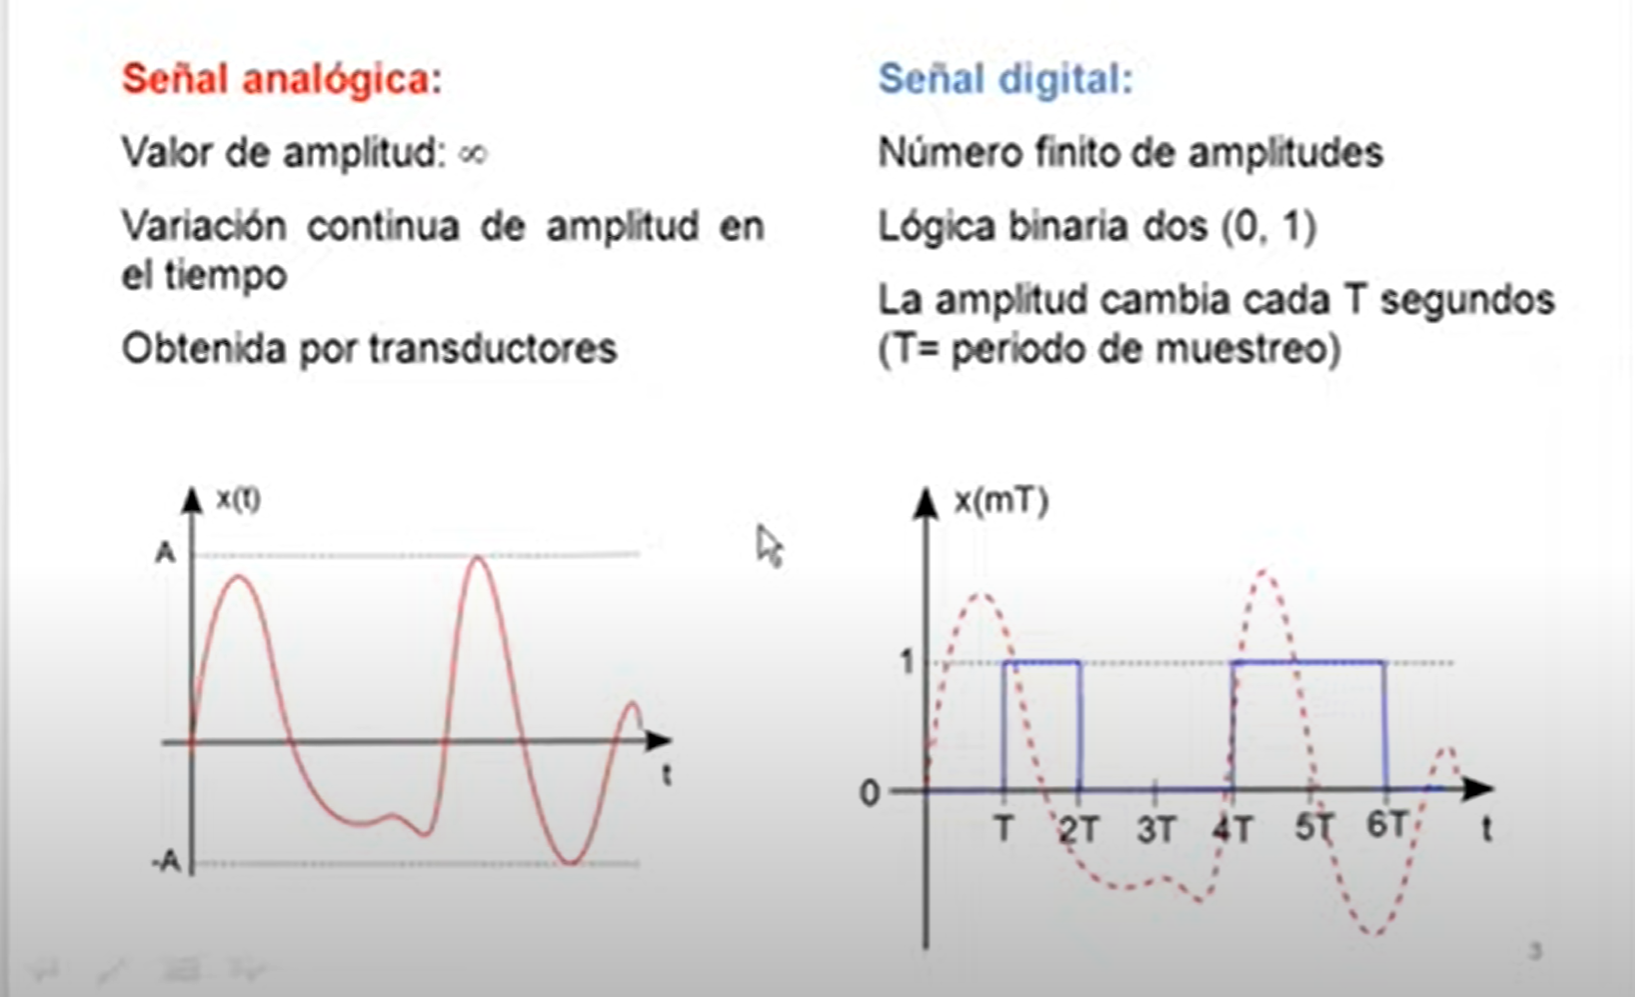 Señal analógica:
Valor de amplitud: ∞
Variación continua de amplitud en
el tiempo
Obtenida por transductores
x(t)
A
-A
t
Señal digital:
Número finito de amplitudes
Lógica binaria dos (0, 1)
La amplitud cambia cada T segundos
(T= periodo de muestreo)
x(mT)
1
0
T 2T 3T 4T 5T 6T t
3